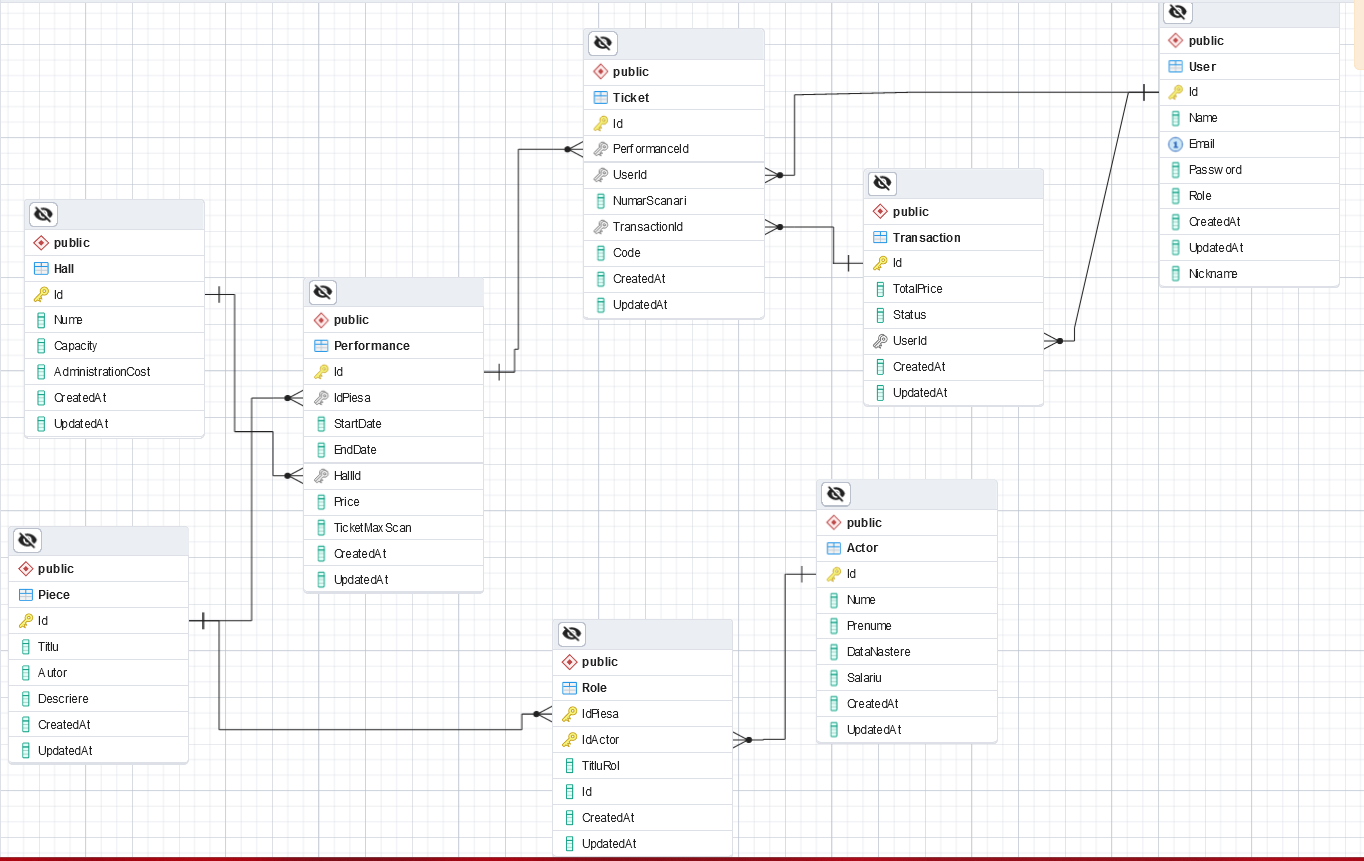 public
Hall
Id
Nume
Capacity
AdministrationCost
CreatedAt
UpdatedAt
public
Piece
Id
Titlu
Autor
Descriere
CreatedAt
UpdatedAt
public
Performance
Id
IdPiesa
StartDate
EndDate
HallId
Price
TicketMaxScan
CreatedAt
UpdatedAt
public
Ticket
Id
PerformanceId
UserId
NumarScanari
TransactionId
Code
CreatedAt
UpdatedAt
public
Role
IdPiesa
IdActor
TitluRol
Id
CreatedAt
UpdatedAt
public
Transaction
Id
TotalPrice
Status
UserId
CreatedAt
UpdatedAt
public
Actor
Id
Nume
Prenume
DataNastere
Salariu
CreatedAt
UpdatedAt
public
User
Id
Name
Email
Password
Role
CreatedAt
UpdatedAt
Nickname